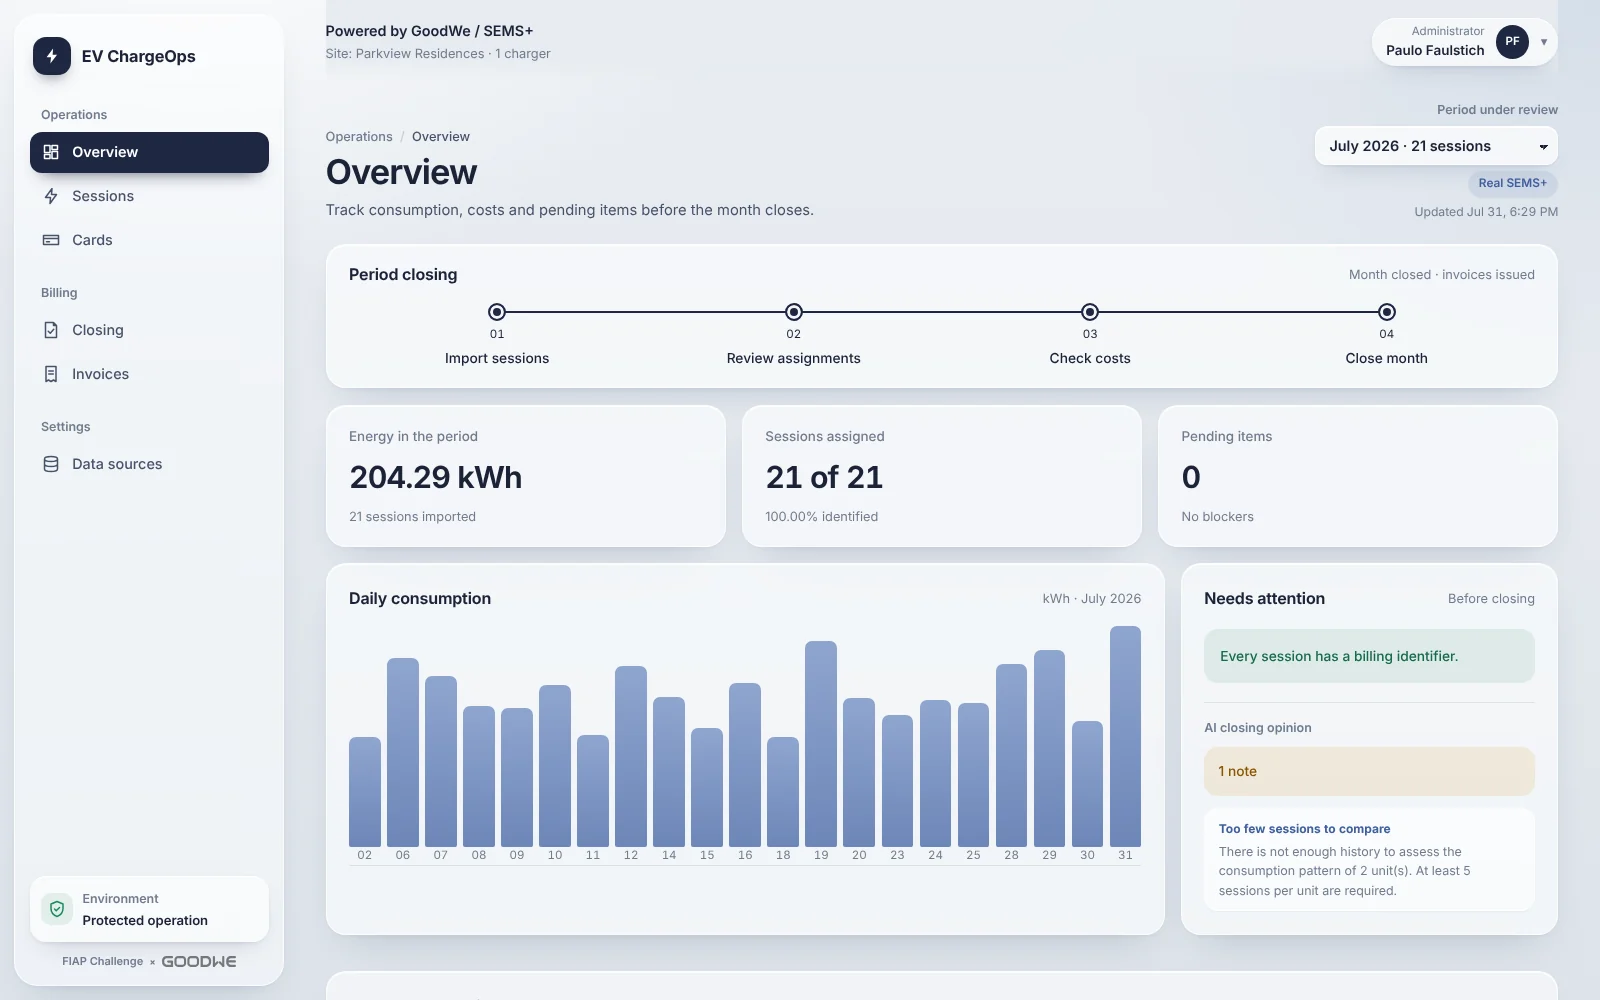 EV ChargeOps
Operations
Overview
Sessions
Cards
Billing
Closing
Invoices
Settings
Data sources
Environment
Protected operation
FIAP Challenge × GOODWE
Powered by GoodWe / SEMS+
Site: Parkview Residences · 1 charger
Administrator
Paulo Faulstich
PF
Operations / Overview
Overview
Track consumption, costs and pending items before the month closes.
Period under review
July 2026 · 21 sessions
Real SEMS+
Updated Jul 31, 6:29 PM
Period closing
Month closed · invoices issued
01
Import sessions
02
Review assignments
03
Check costs
04
Close month
Energy in the period
204.29 kWh
21 sessions imported
Sessions assigned
21 of 21
100.00% identified
Pending items
0
No blockers
Daily consumption
kWh · July 2026
02 06 07 08 09 10 11 12 14 15 16 18 19 20 23 24 25 28 29 30 31
Needs attention
Before closing
Every session has a billing identifier.
AI closing opinion
1 note
Too few sessions to compare
There is not enough history to assess the
consumption pattern of 2 unit(s). At least 5
sessions per unit are required.